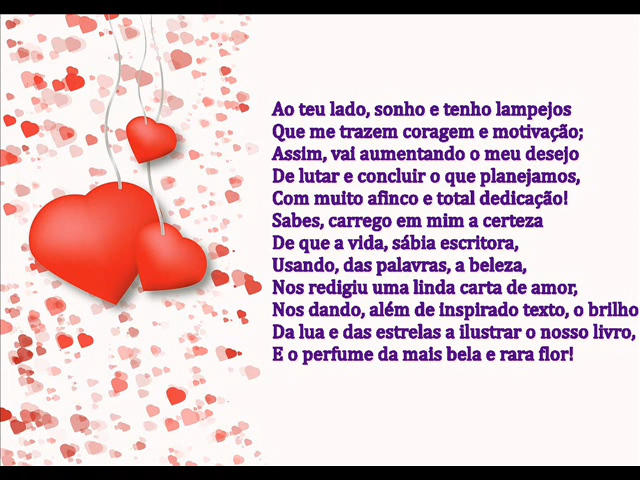 Ao teu lado, sonho e tenho lampejos
Que me trazem coragem e motivação;
Assim, vai aumentando o meu desejo
De lutar e concluir o que planejamos,
Com muito afinco e total dedicação!
Sabes, carrego em mim a certeza
De que a vida, sábia escritora,
Usando, das palavras, a beleza,
Nos redigiu uma linda carta de amor,
Nos dando, além de inspirado texto, o brilho
Da lua e das estrelas a ilustrar o nosso livro,
E o perfume da mais bela e rara flor!